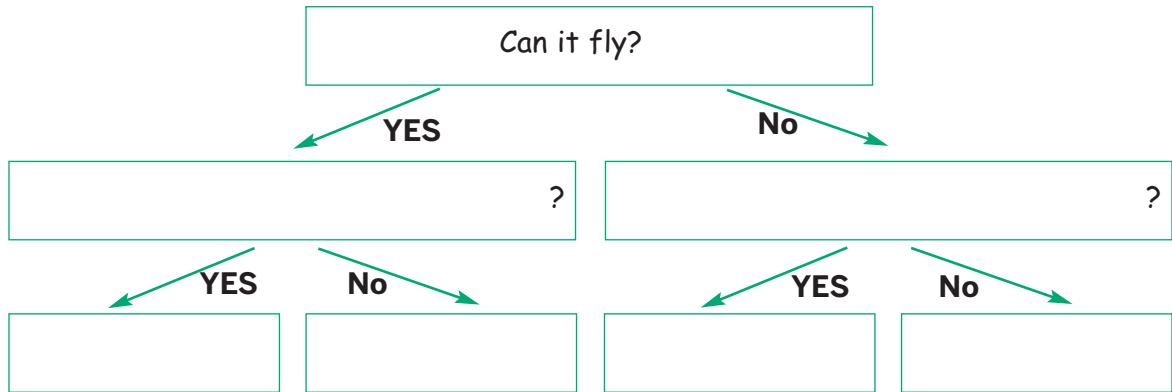 Can it fly?
YES No
? ?
YES No YES No